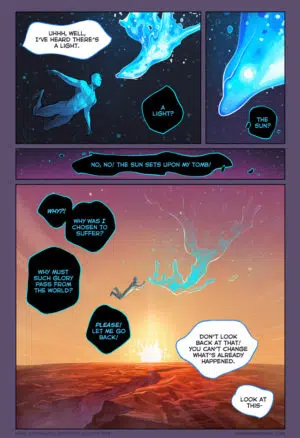 UHHH, WELL,
I'VE HEARD THERE'S
A LIGHT.
A
LIGHT?
THE
SUN?
NO, NO! THE SUN SETS UPON MY TOMB!
WHY?!
WHY WAS I
CHOSEN TO
SUFFER?
WHY MUST
SUCH GLORY
PASS FROM
THE WORLD?
PLEASE!
LET ME GO
BACK!
DON'T LOOK
BACK AT THAT!
YOU CAN'T CHANGE
WHAT'S ALREADY
HAPPENED.
LOOK AT
THIS-